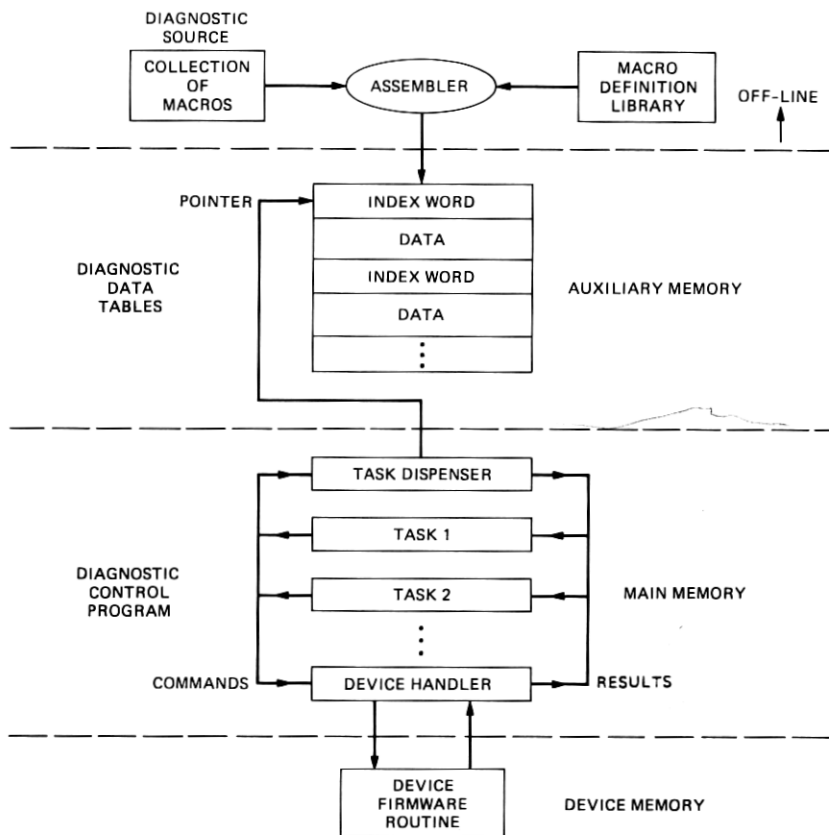 DIAGNOSTIC
SOURCE
COLLECTION
OF
MACROS
ASSEMBLER
MACRO
DEFINITION
LIBRARY
OFF-LINE
POINTER
INDEX WORD
DATA
INDEX WORD
DATA
DIAGNOSTIC
DATA
TABLES
AUXILIARY MEMORY
TASK DISPENSER
TASK 1
TASK 2
DIAGNOSTIC
CONTROL
PROGRAM
MAIN MEMORY
COMMANDS
DEVICE HANDLER
RESULTS
DEVICE
FIRMWARE
ROUTINE
DEVICE MEMORY